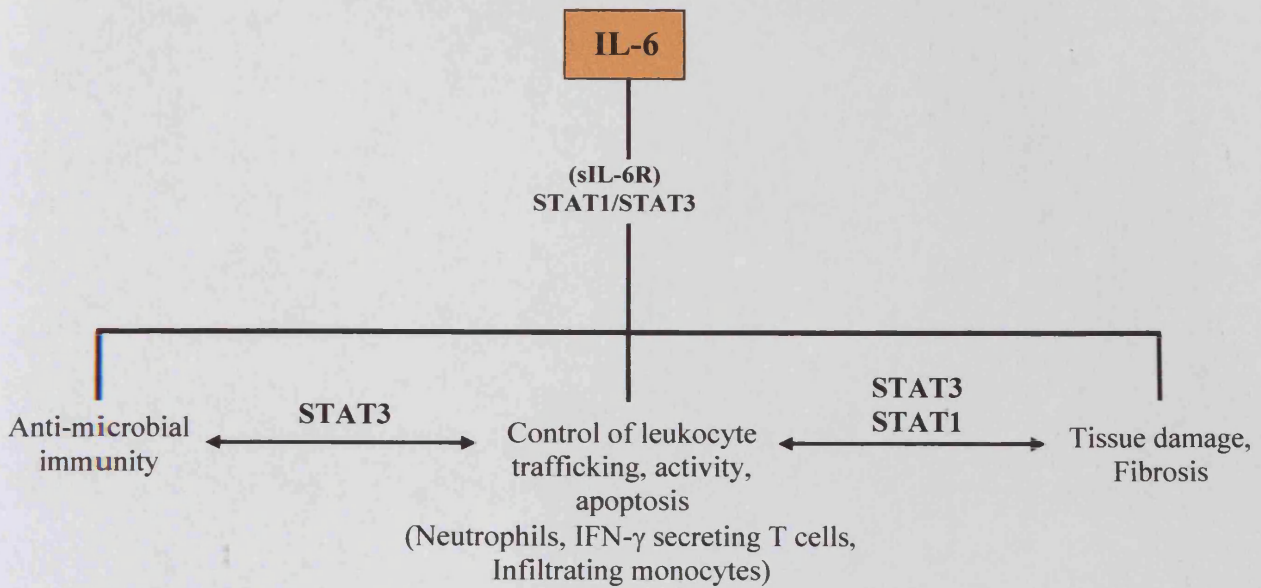 IL-6
(sIL-6R)
STAT1/STAT3
Anti-microbial
immunity
STAT3
Control of leukocyte
trafficking, activity,
apoptosis
(Neutrophils, IFN-γ secreting T cells,
Infiltrating monocytes)
STAT3
STAT1
Tissue damage,
Fibrosis